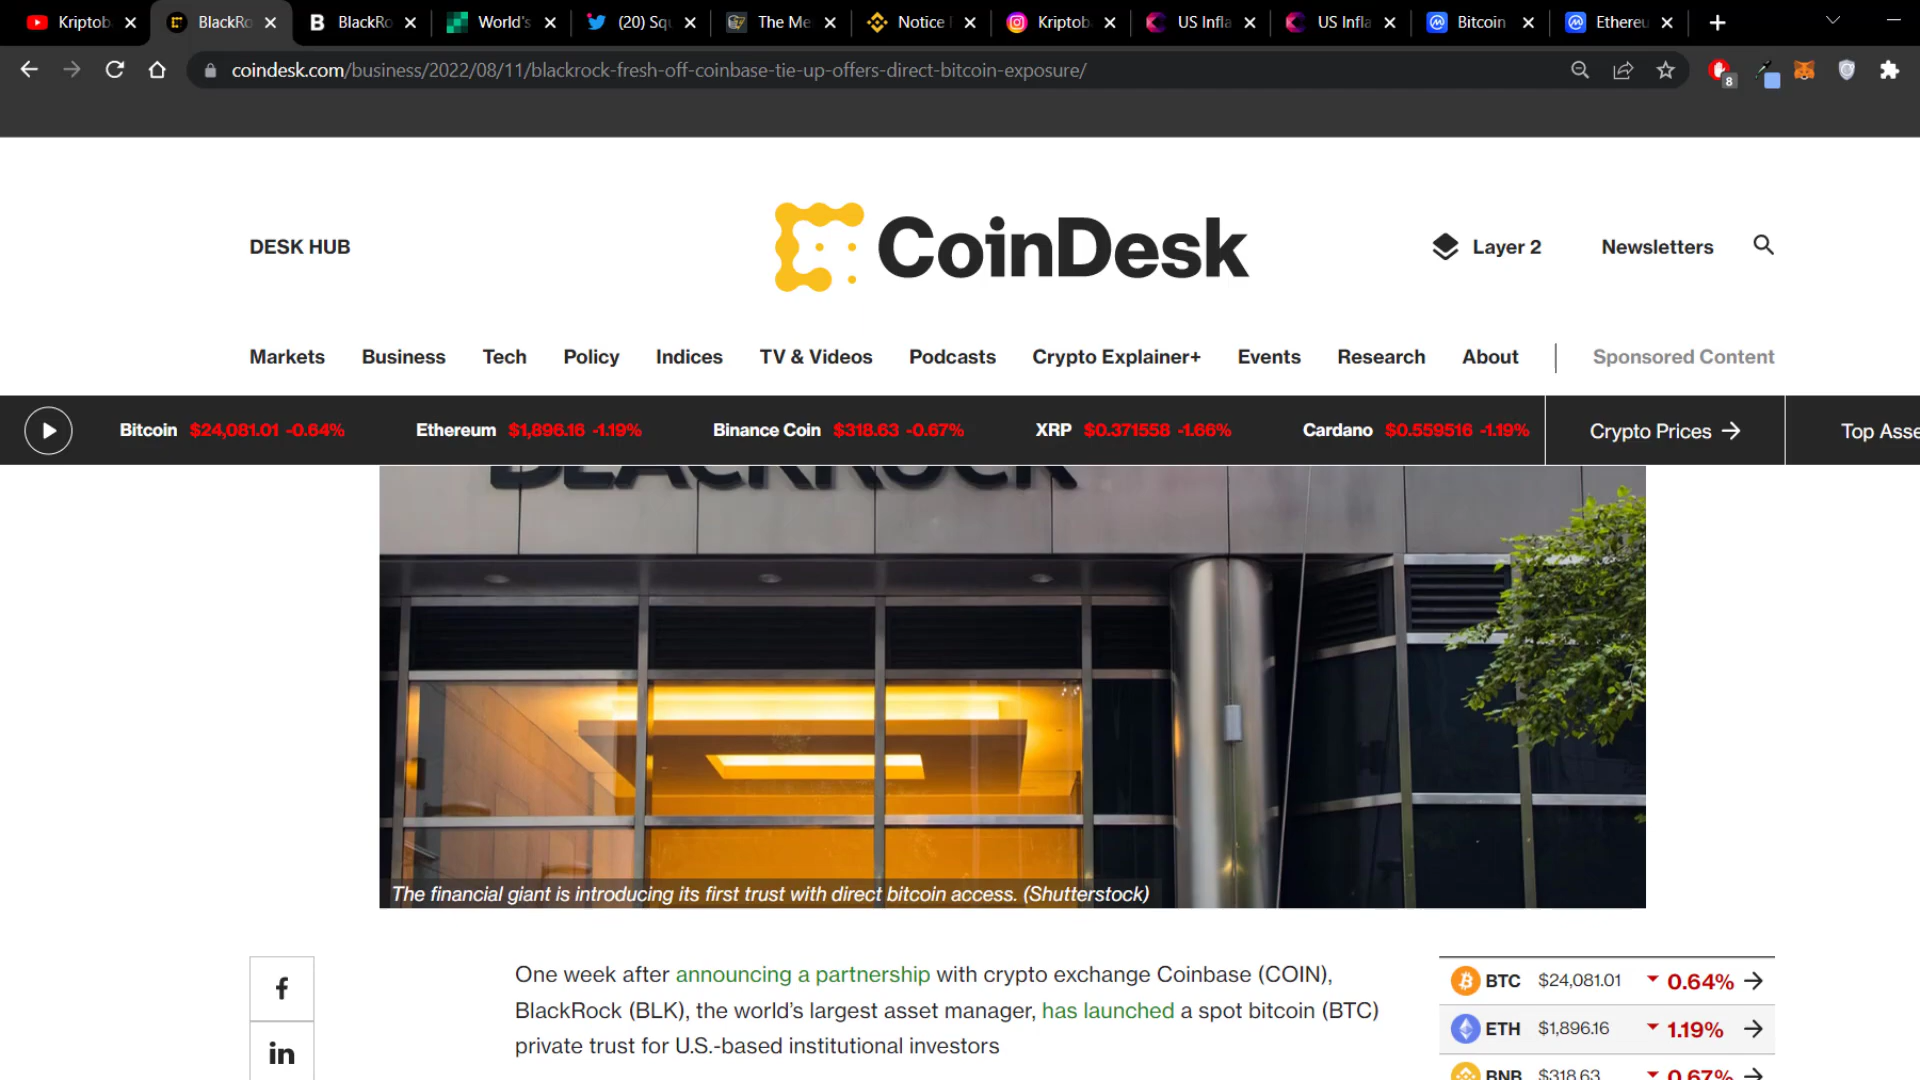 Kriptob
BlackRo
BlackRo
World's
(20) Sq
The Me
Notice
Kriptob
US Infla
US Infla
Bitcoin
Ethereu
coindesk.com/business/2022/08/11/blackrock-fresh-off-coinbase-tie-up-offers-direct-bitcoin-exposure/
8
DESK HUB
CoinDesk
Layer 2
Newsletters
Markets Business Tech Policy Indices TV & Videos Podcasts Crypto Explainer+ Events Research About Sponsored Content
Bitcoin $24,081.01 -0.64% Ethereum $1,896.16 -1.19% Binance Coin $318.63 -0.67% XRP $0.371558 -1.66% Cardano $0.559516 -1.19% Crypto Prices → Top Asse
BLACKROCK
The financial giant is introducing its first trust with direct bitcoin access. (Shutterstock)
One week after announcing a partnership with crypto exchange Coinbase (COIN),
BlackRock (BLK), the world's largest asset manager, has launched a spot bitcoin (BTC)
private trust for U.S.-based institutional investors
f
in
BTC $24,081.01 0.64% →
ETH $1,896.16 1.19% →
BNB $318.63 0.67% →